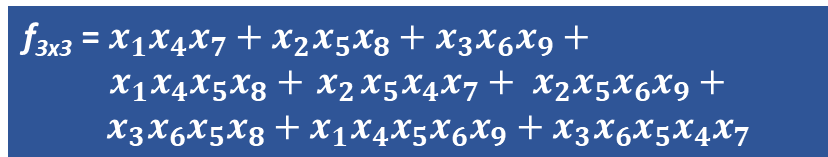 f₃ₓ₃ = x₁x₄x₇ + x₂x₅x₈ + x₃x₆x₉ +
x₁x₄x₅x₈ + x₂ x₅x₄x₇ + x₂x₅x₆x₉ +
x₃x₆x₅x₈ + x₁x₄x₅x₆x₉ + x₃x₆x₅x₄x₇